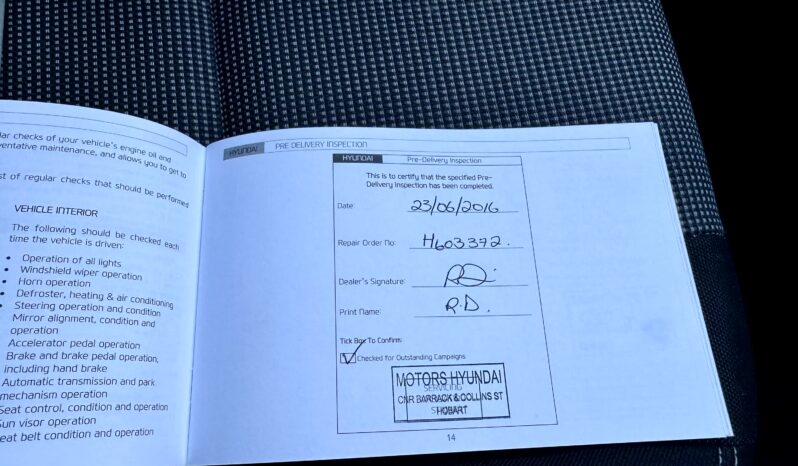 lar checks of your vehicle's engine oil and
ventative maintenance, and allows you to get to
st of regular checks that should be performed
VEHICLE INTERIOR
The following should be checked each
time the vehicle is driven:
• Operation of all lights
• Windshield wiper operation
• Horn operation
• Defroster, heating & air conditioning
• Steering operation and condition
Mirror alignment, condition and
operation
Accelerator pedal operation
Brake and brake pedal operation,
including hand brake
Automatic transmission and park
mechanism operation
Seat control, condition and operation
Sun visor operation
eat belt condition and operation
HYUNDAI PRE DELIVERY INSPECTION
HYUNDAI Pre-Delivery Inspection
This is to certify that the specified Pre-
Delivery Inspection has been completed.
Date: 23/06/2016
Repair Order No: H603372.
Dealer's Signature:
Print Name: R.D.
Tick Box To Confirm:
Checked for Outstanding Campaigns
MOTORS HYUNDAI
SERVICING
CNR BARRACK & COLLINS ST
HOBART
14